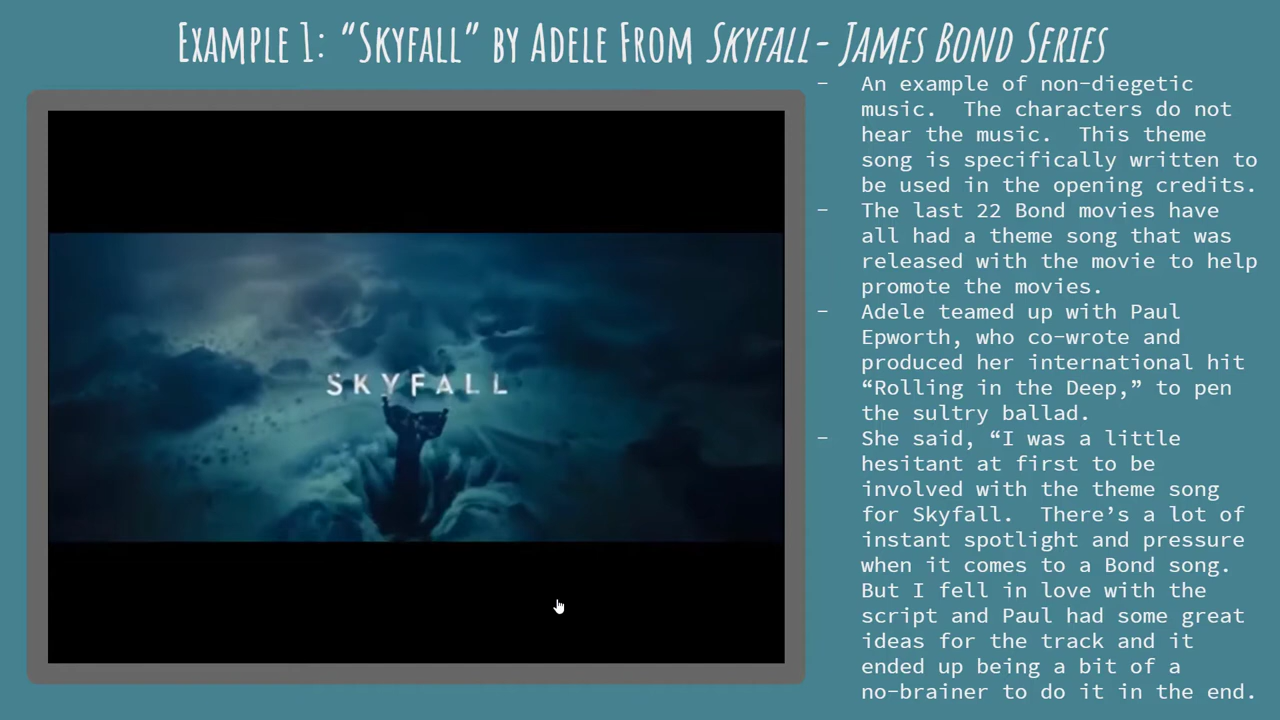 Example 1: “Skyfall” by Adele From Skyfall- James Bond Series
- An example of non-diegetic
music.  The characters do not
hear the music.  This theme
song is specifically written to
be used in the opening credits.
- The last 22 Bond movies have
all had a theme song that was
released with the movie to help
promote the movies.
- Adele teamed up with Paul
Epworth, who co-wrote and
produced her international hit
“Rolling in the Deep,” to pen
the sultry ballad.
- She said, “I was a little
hesitant at first to be
involved with the theme song
for Skyfall.  There’s a lot of
instant spotlight and pressure
when it comes to a Bond song.
But I fell in love with the
script and Paul had some great
ideas for the track and it
ended up being a bit of a
no-brainer to do it in the end.
SKYFALL